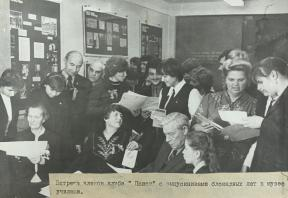 Встреча членов клуба " Поиск" с выпускниками блокадных лет в музее
училища.